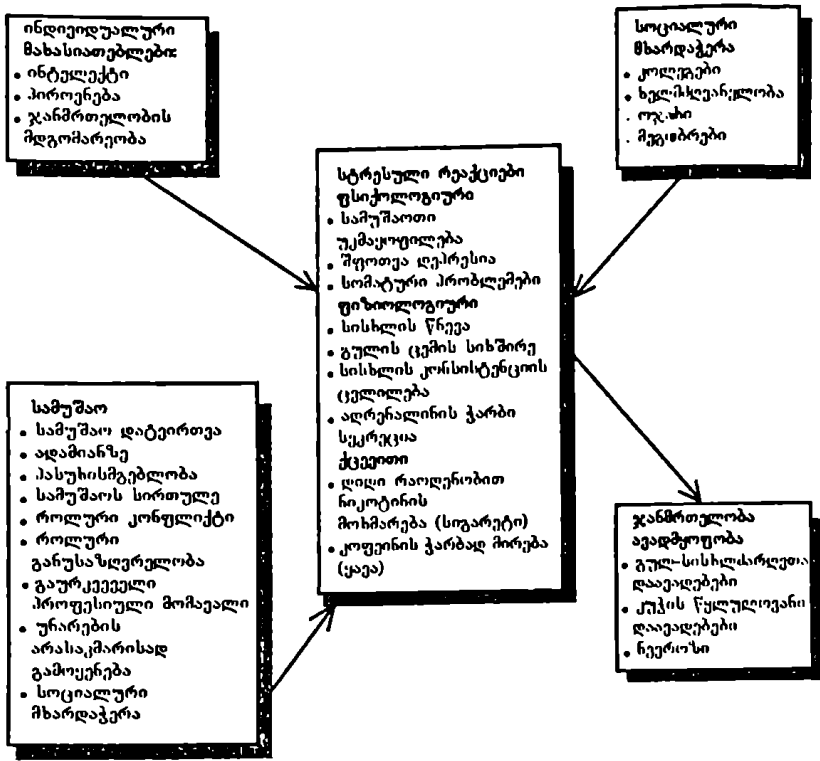 ინდივიდუალური
მახასიათებლები:
• ინტელექტი
• პიროვნება
• ჯანმრთელობის
მდგომარეობა
სოციალური
მხარდაჭერა
• კოლეგები
• ხელმძღვანელობა
. ოჯახი
. მეგობრები
სტრესული რეაქციები
ფსიქოლოგიური
• სამუშაოთი
უკმაყოფილება
• შფოთვა დეპრესია
• სომატური პრობლემები
ფიზიოლოგიური
• სისხლის წნევა
• გულის ცემის სიხშირე
• სისხლის კონსისტენციის
ცვლილება
• ადრენალინის ჭარბი
სეკრეცია
ქცევითი
• დიდი რაოდენობით
ნიკოტინის
მოხმარება (სიგარეტი)
• კოფეინის ჭარბად მიღება
(ყავა)
სამუშაო
• სამუშაო დატვირთვა
• ადამიანზე
• პასუხისმგებლობა
• სამუშაოს სირთულე
• როლური კონფლიქტი
• როლური
განუსაზღვრელობა
• გაურკვეველი
პროფესიული მომავალი
• უნარების
არასაკმარისად
გამოყენება
• სოციალური
მხარდაჭერა
ჯანმრთელობა
ავადმყოფობა
• გულ-სისხლძარღვთა
დაავადებები
• კუჭის წყლულოვანი
დაავადებები
• ნევროზი